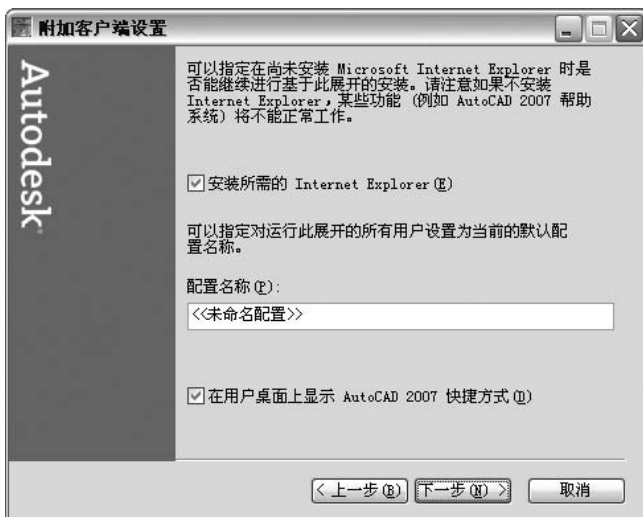 附加客户端设置
Autodesk
可以指定在尚未安装 Microsoft Internet Explorer 时是
否能继续进行基于此展开的安装。请注意如果不安装
Internet Explorer，某些功能 (例如 AutoCAD 2007 帮助
系统) 将不能正常工作。
安装所需的 Internet Explorer(E)
可以指定对运行此展开的所有用户设置为当前的默认配
置名称。
配置名称(P):
<<未命名配置>>
在用户桌面上显示 AutoCAD 2007 快捷方式(D)
< 上一步(B) 下一步(N) > 取消